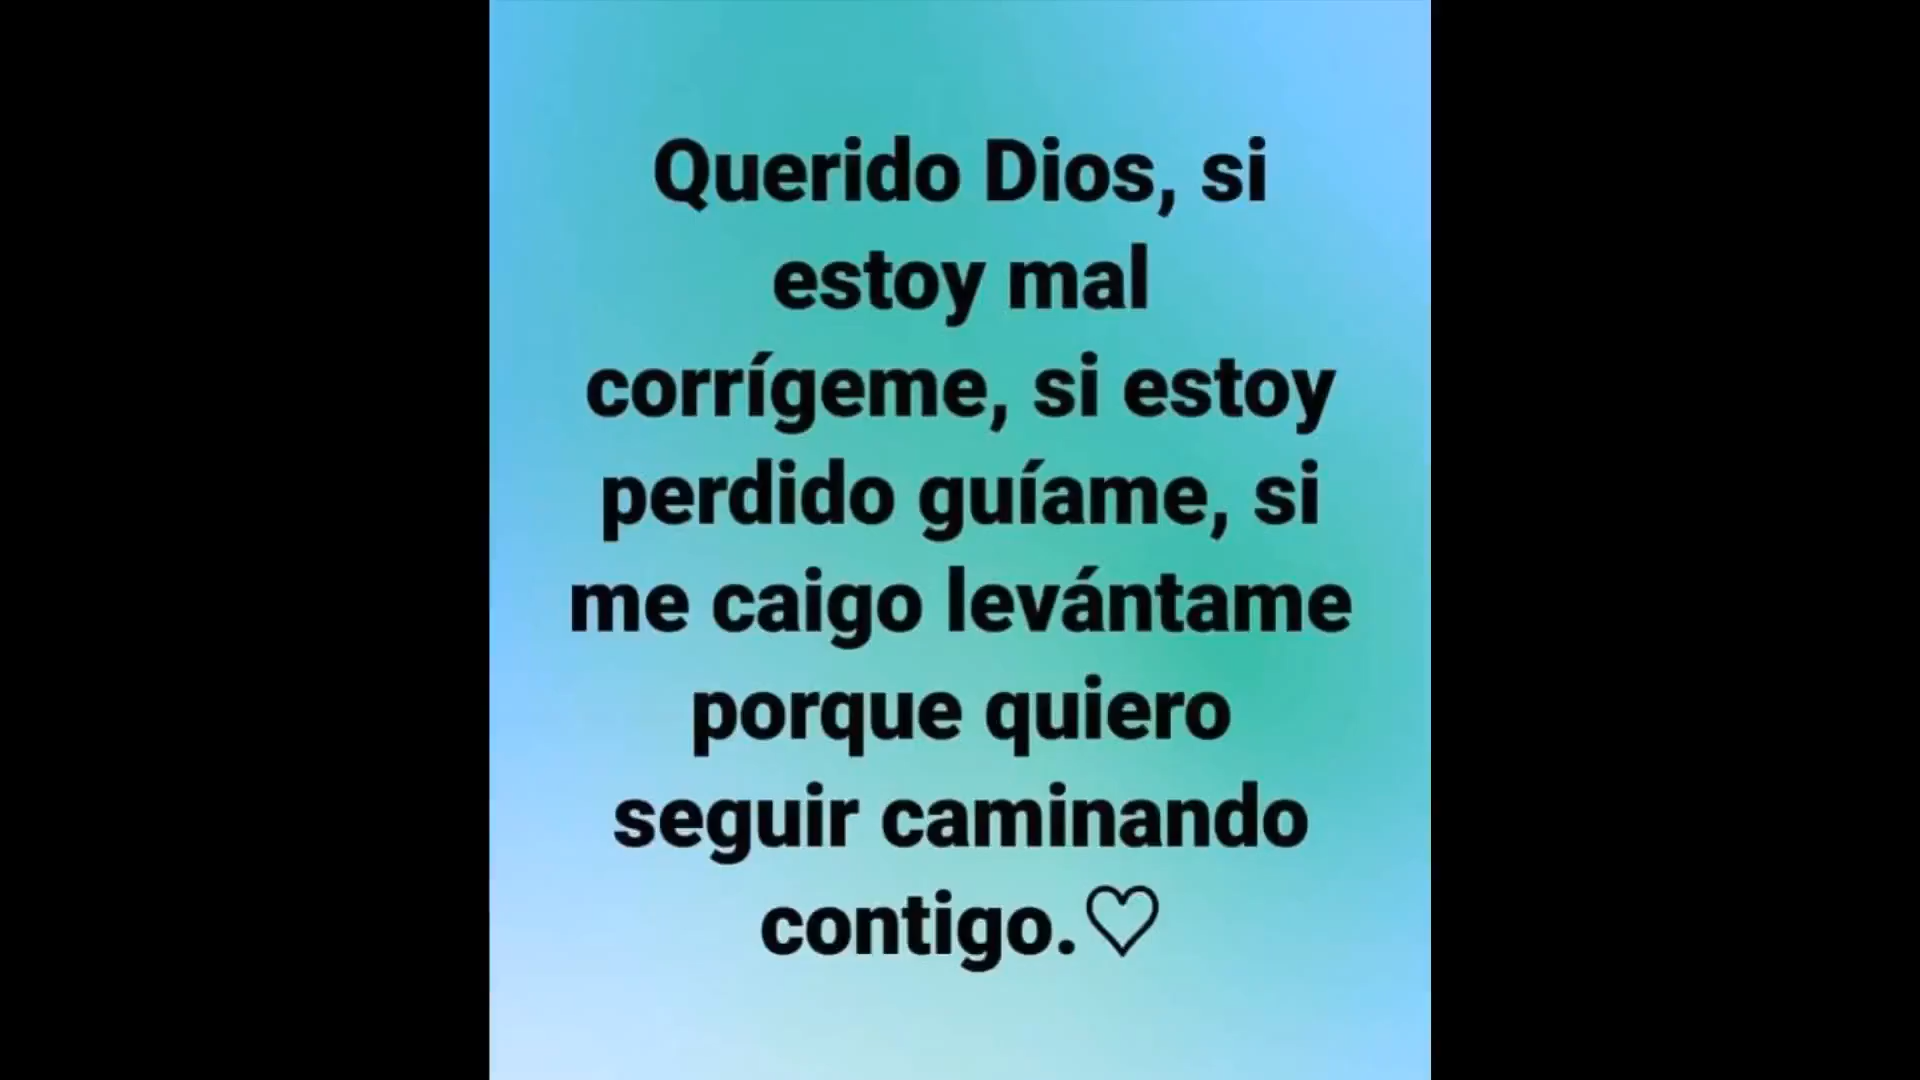 Querido Dios, si
estoy mal
corrígeme, si estoy
perdido guíame, si
me caigo levántame
porque quiero
seguir caminando
contigo.♡